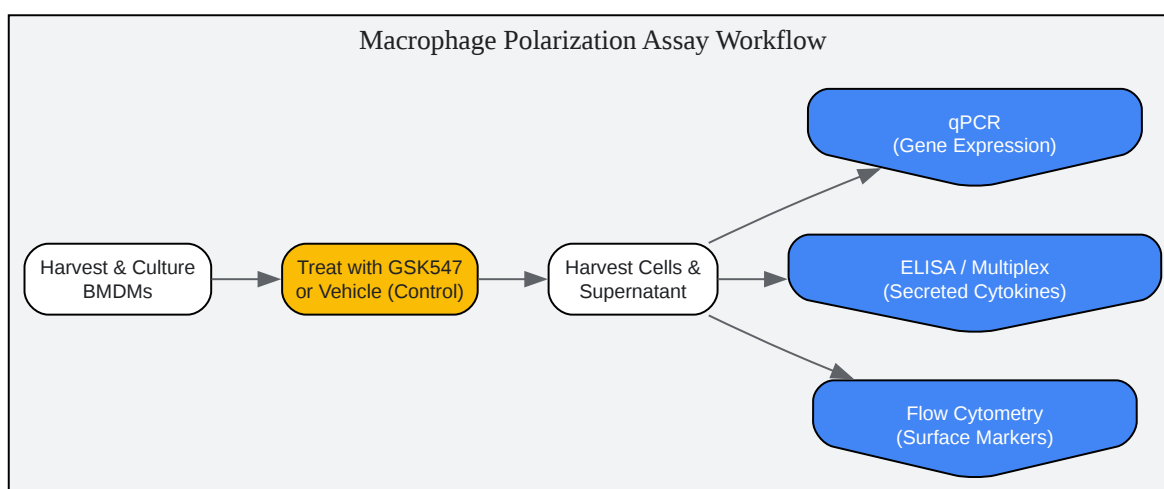 Macrophage Polarization Assay Workflow
Harvest & Culture
BMDMs
Treat with GSK547
or Vehicle (Control)
Harvest Cells &
Supernatant
qPCR
(Gene Expression)
ELISA / Multiplex
(Secreted Cytokines)
Flow Cytometry
(Surface Markers)